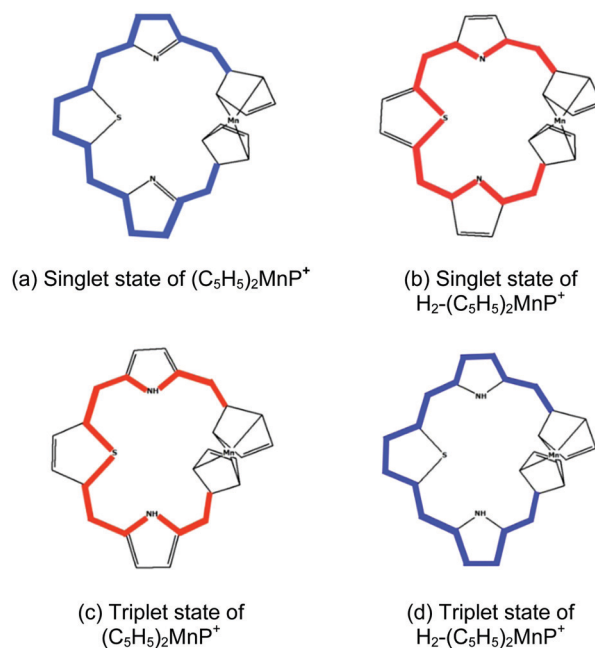 N
S
Mn
N
N
S
Mn
N
(a) Singlet state of (C₅H₅)₂MnP⁺
(b) Singlet state of
H₂-(C₅H₅)₂MnP⁺
NH
S
Mn
NH
NH
S
Mn
NH
(c) Triplet state of
(C₅H₅)₂MnP⁺
(d) Triplet state of
H₂-(C₅H₅)₂MnP⁺